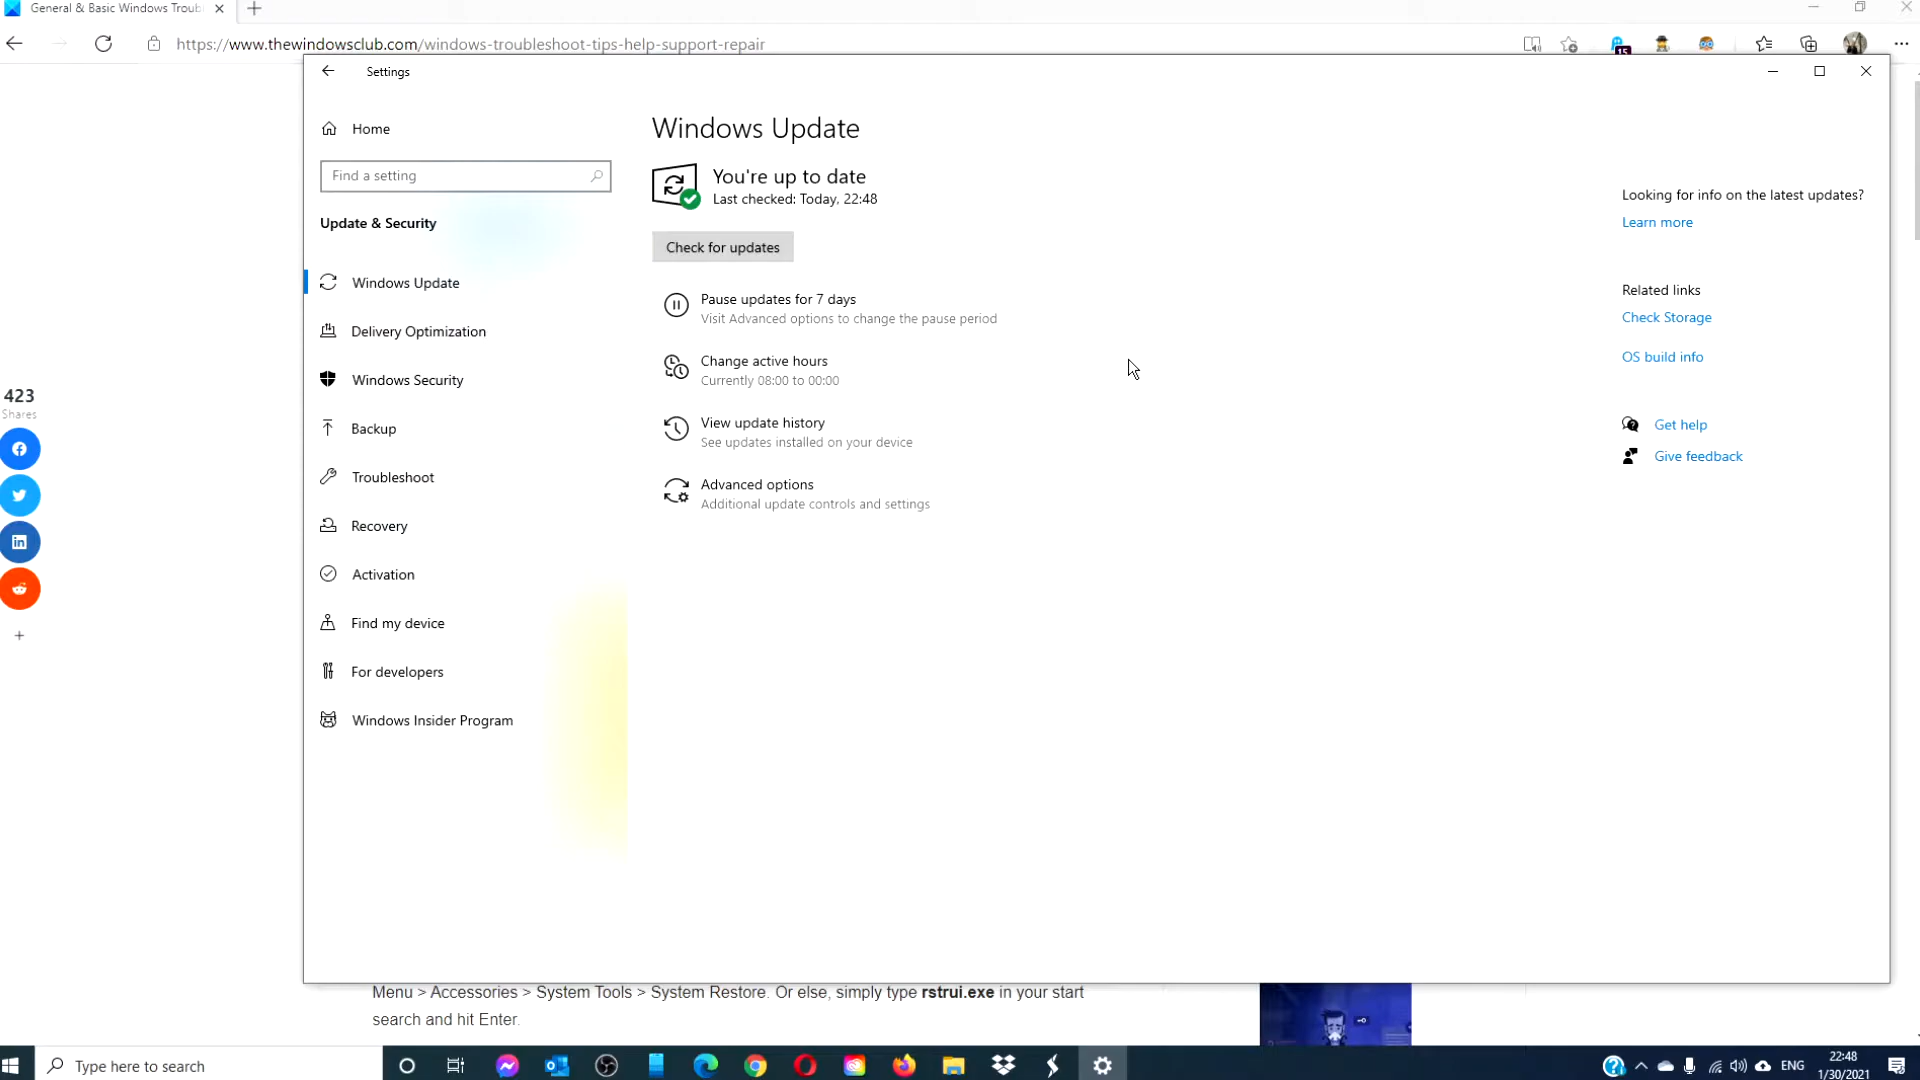 General & Basic Windows Troub
https://www.thewindowsclub.com/windows-troubleshoot-tips-help-support-repair
15
Settings
Home
Find a setting
Update & Security
Windows Update
Delivery Optimization
Windows Security
Backup
Troubleshoot
Recovery
Activation
Find my device
For developers
Windows Insider Program
Windows Update
You're up to date
Last checked: Today, 22:48
Check for updates
Pause updates for 7 days
Visit Advanced options to change the pause period
Change active hours
Currently 08:00 to 00:00
View update history
See updates installed on your device
Advanced options
Additional update controls and settings
Looking for info on the latest updates?
Learn more
Related links
Check Storage
OS build info
Get help
Give feedback
423
Shares
Menu > Accessories > System Tools > System Restore. Or else, simply type rstrui.exe in your start
search and hit Enter.
Type here to search
ENG
22:48
1/30/2021